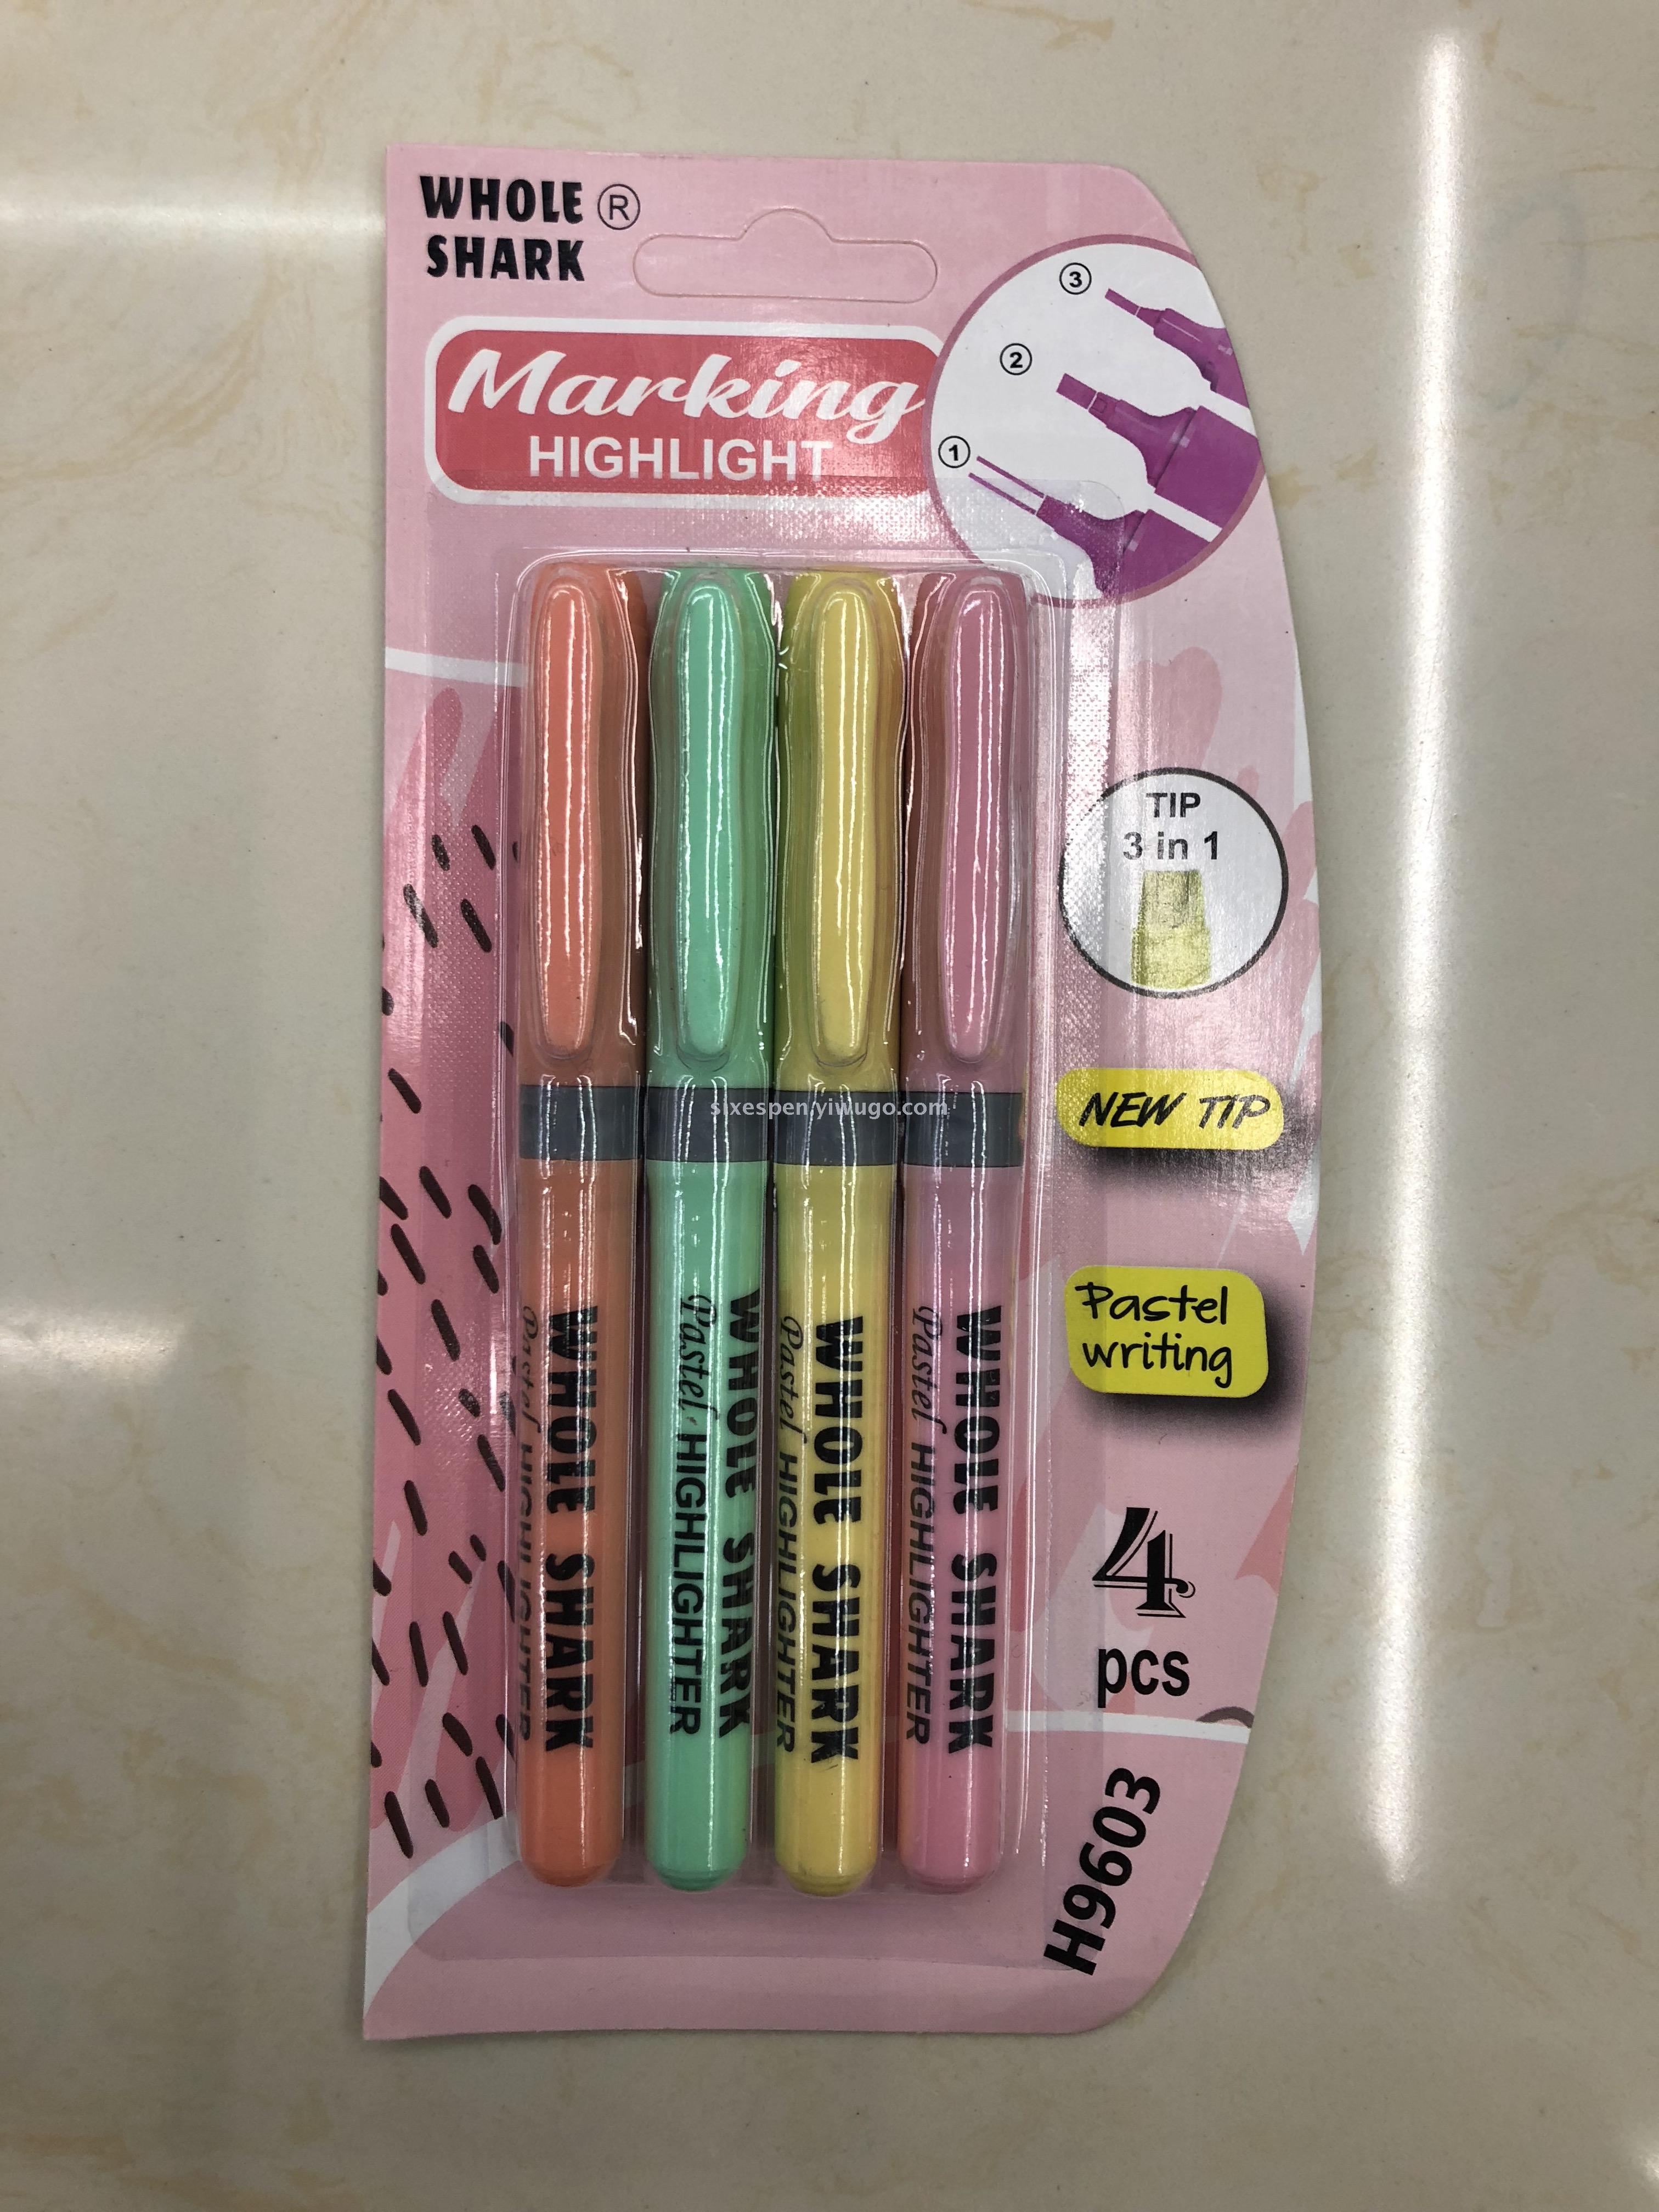 WHOLE ®
SHARK
Marking
HIGHLIGHT
3
2
1
TIP
3 in 1
NEW TIP
sixespen.yiwugo.com
Pastel
writing
4
pcs
H9603
WHOLE SHARK
Pastel HIGHLIGHTER
WHOLE SHARK
Pastel HIGHLIGHTER
WHOLE SHARK
Pastel HIGHLIGHTER
WHOLE SHARK
Pastel HIGHLIGHTER